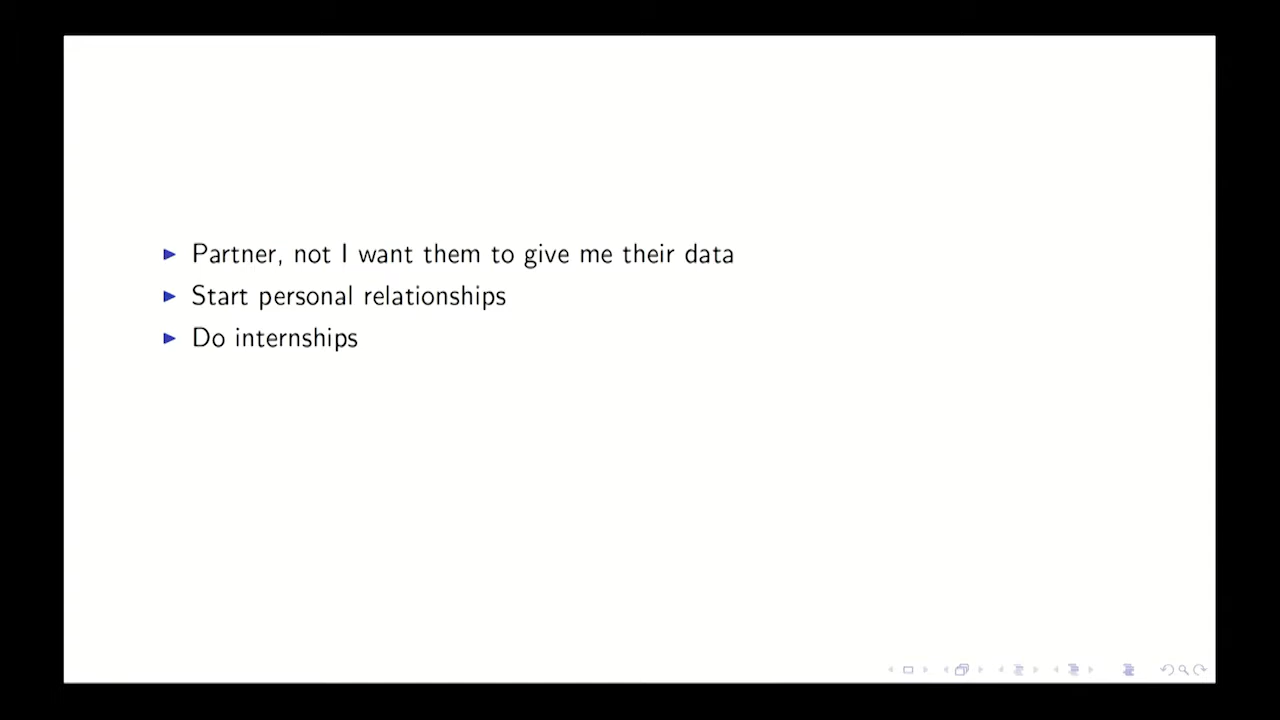 Partner, not I want them to give me their data
Start personal relationships
Do internships